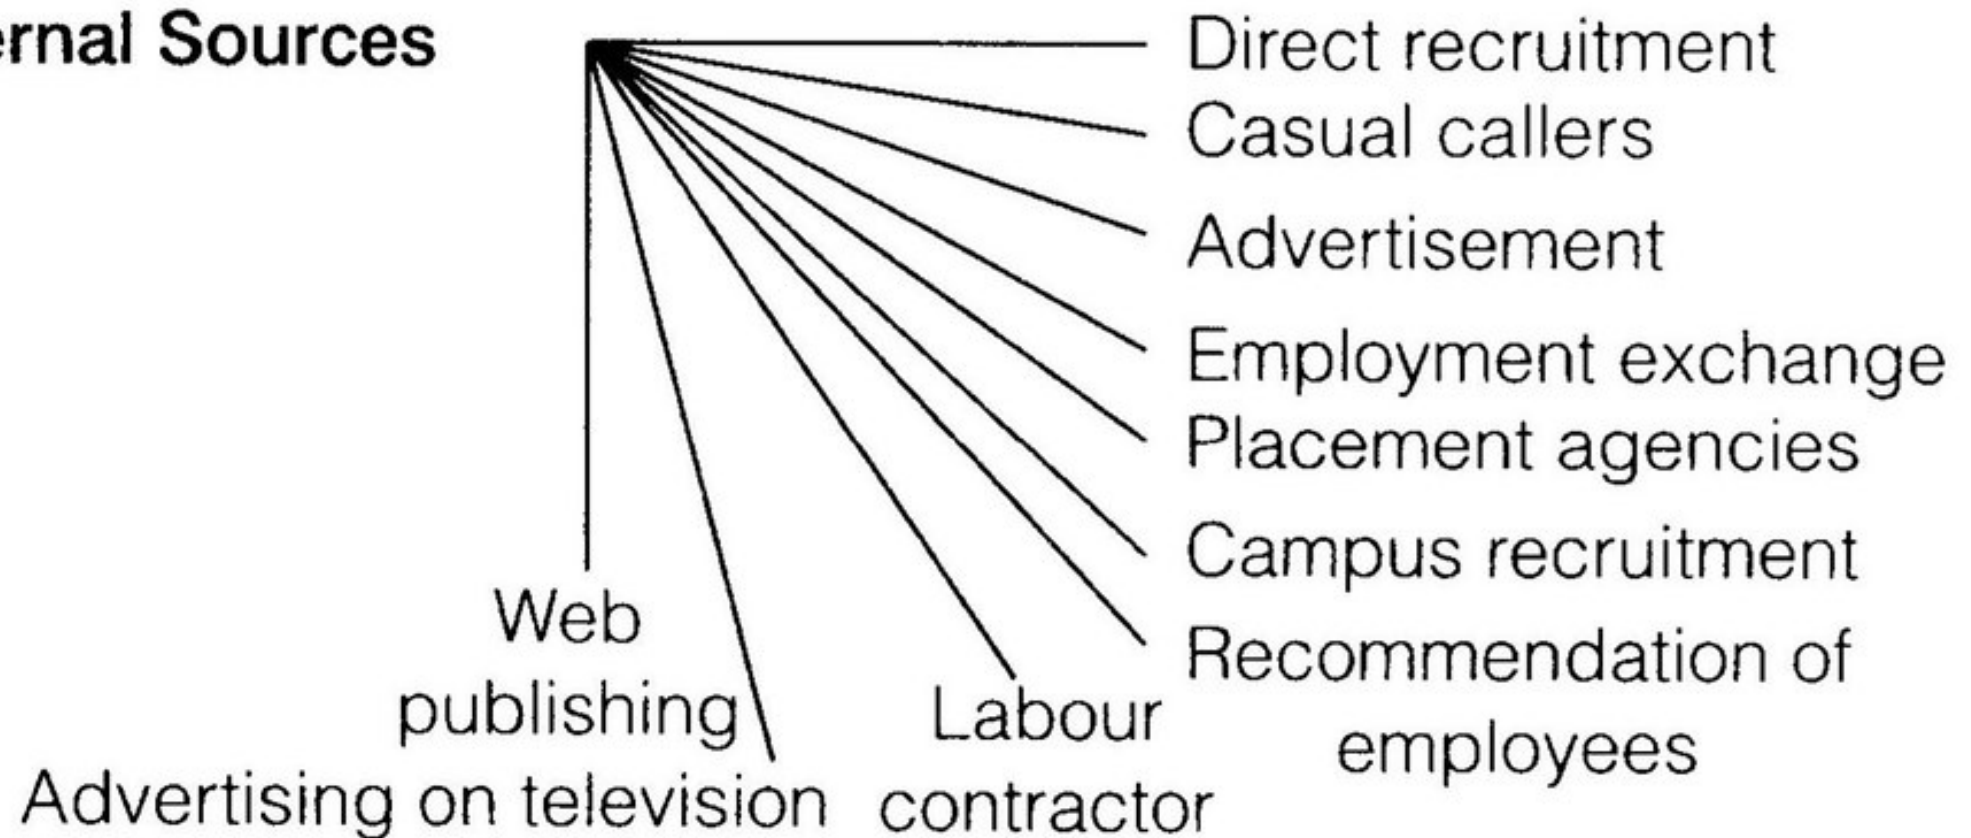 ernal Sources
Direct recruitment
Casual callers
Advertisement
Employment exchange
Placement agencies
Campus recruitment
Recommendation of
employees
Labour
contractor
Advertising on television
Web
publishing